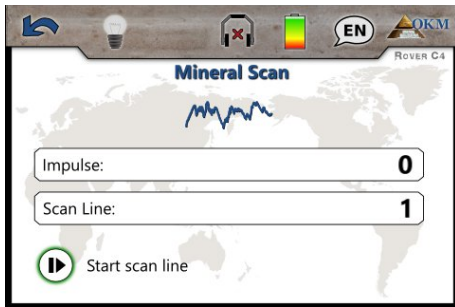 EN
OKM
ROVER C4
Mineral Scan
Impulse: 0
Scan Line: 1
Start scan line